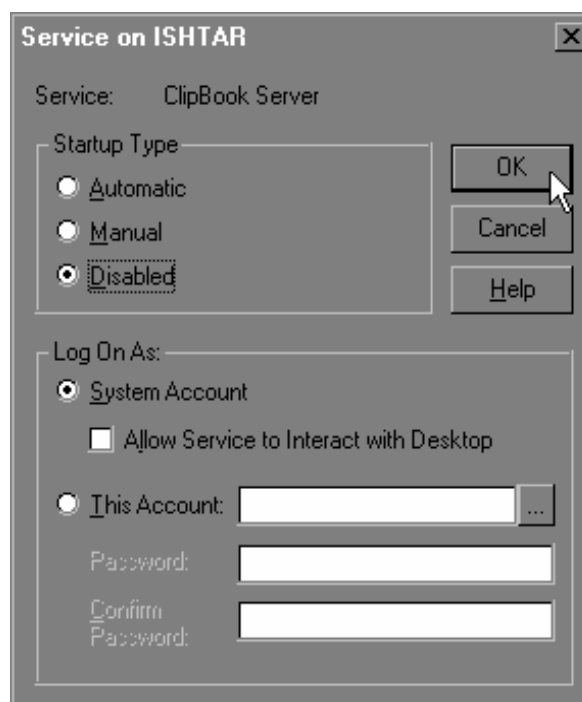 Service on ISHTAR
Service: ClipBook Server
Startup Type
Automatic
Manual
Disabled
OK
Cancel
Help
Log On As:
System Account
Allow Service to Interact with Desktop
This Account:
...
Password:
Confirm
Password: